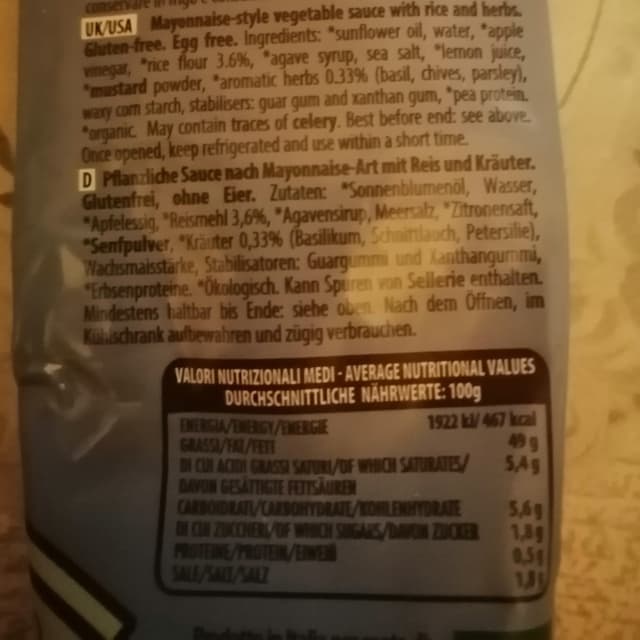 UK/USA Mayonnaise-style vegetable sauce with rice and herbs.
Gluten-free. Egg free. Ingredients: *sunflower oil, water, *apple
vinegar, *rice flour 3.6%, *agave syrup, sea salt, *lemon juice,
*mustard powder, *aromatic herbs 0.33% (basil, chives, parsley),
waxy corn starch, stabilisers: guar gum and xanthan gum, *pea protein.
*organic. May contain traces of celery. Best before end: see above.
Once opened, keep refrigerated and use within a short time.
D Pflanzliche Sauce nach Mayonnaise-Art mit Reis und Kräuter.
Glutenfrei, ohne Eier. Zutaten: *Sonnenblumenöl, Wasser,
*Apfelessig, *Reismehl 3,6%, *Agavensirup, Meersalz, *Zitronensaft,
*Senfpulver, *Kräuter 0,33% (Basilikum, Schnittlauch, Petersilie),
Wachsmaisstärke, Stabilisatoren: Guargummi und Xanthangummi,
*Erbsenproteine. *Ökologisch. Kann Spuren von Sellerie enthalten.
Mindestens haltbar bis Ende: siehe oben. Nach dem Öffnen, im
Kühlschrank aufbewahren und zügig verbrauchen.
VALORI NUTRIZIONALI MEDI - AVERAGE NUTRITIONAL VALUES
DURCHSCHNITTLICHE NÄHRWERTE: 100g
ENERGIA/ENERGY/ENERGIE 1922 kJ/ 467 kcal
GRASSI/FAT/FETT 49 g
DI CUI ACIDI GRASSI SATURI/OF WHICH SATURATES/ 5,4 g
DAVON GESÄTTIGTE FETTSÄUREN
CARBOIDRATI/CARBOHYDRATE/KOHLENHYDRATE 5,6 g
DI CUI ZUCCHERI/OF WHICH SUGARS/DAVON ZUCKER 1,8 g
PROTEINE/PROTEIN/EIWEIß 0,5 g
SALE/SALT/SALZ